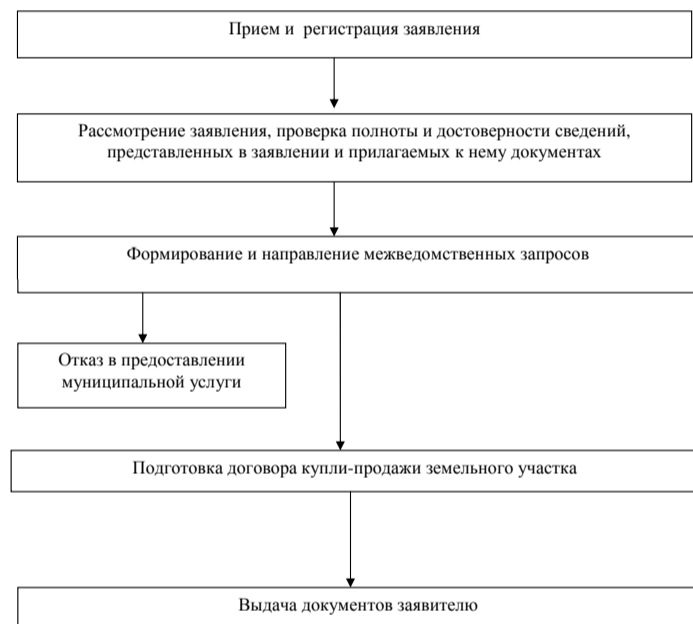 Прием и регистрация заявления
Рассмотрение заявления, проверка полноты и достоверности сведений,
представленных в заявлении и прилагаемых к нему документах
Формирование и направление межведомственных запросов
Отказ в предоставлении
муниципальной услуги
Подготовка договора купли-продажи земельного участка
Выдача документов заявителю